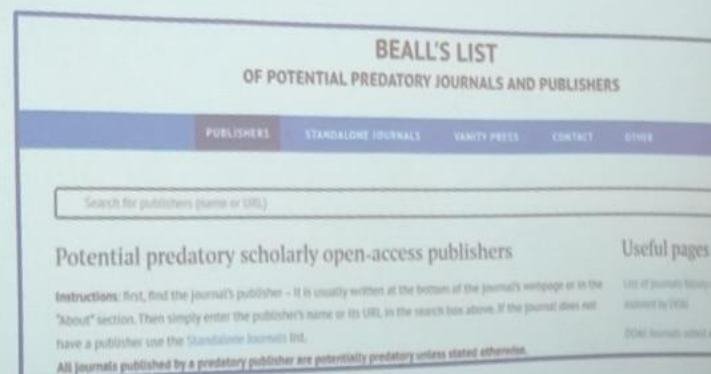 BEALL'S LIST
OF POTENTIAL PREDATORY JOURNALS AND PUBLISHERS
PUBLISHERS STANDALONE JOURNALS VANITY PRESS CONTACT OTHER
Search for publishers (name or URL)
Potential predatory scholarly open-access publishers
Useful pages
Instructions: first, find the journal's publisher – it is usually written at the bottom of the journal's webpage or in the
"About" section. Then simply enter the publisher's name or its URL in the search box above. If the journal does not
have a publisher use the Standalone Journals list.
All journals published by a predatory publisher are potentially predatory unless stated otherwise.
List of journals